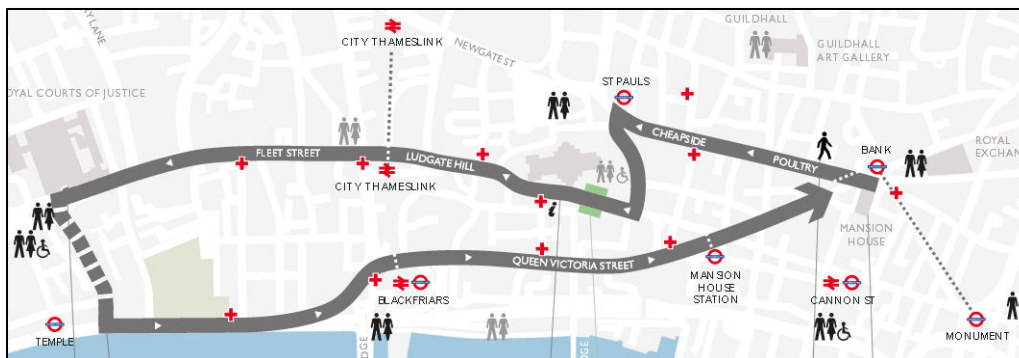 LANE
ROYAL COURTS OF JUSTICE
CITY THAMESLINK
NEWGATE ST
GUILDHALL
GUILDHALL
ART GALLERY
ST PAULS
CHEAPSIDE
POULTRY
BANK
ROYAL
EXCHAN
FLEET STREET
LUDGATE HILL
CITY THAMESLINK
i
MANSION
HOUSE
QUEEN VICTORIA STREET
MANSION
HOUSE
STATION
BLACKFRIARS
CANNON ST
TEMPLE
MONUMENT